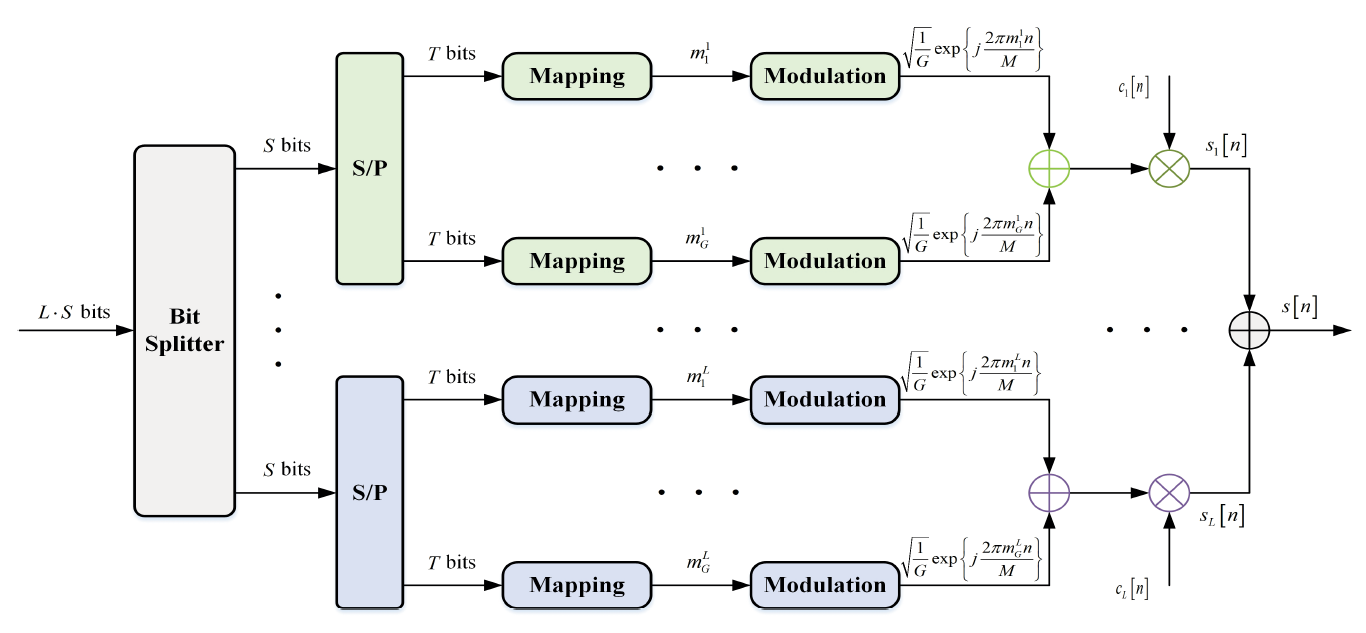 L · S bits
Bit
Splitter
S bits
S/P
T bits
Mapping
m_1^1
Modulation
\sqrt{\frac{1}{G}} \exp\left\{ j \frac{2\pi m_1^1 n}{M} \right\}
. . .
T bits
Mapping
m_G^1
Modulation
\sqrt{\frac{1}{G}} \exp\left\{ j \frac{2\pi m_G^1 n}{M} \right\}
c_1[n]
s_1[n]
. . .
S bits
S/P
T bits
Mapping
m_1^L
Modulation
\sqrt{\frac{1}{G}} \exp\left\{ j \frac{2\pi m_1^L n}{M} \right\}
. . .
T bits
Mapping
m_G^L
Modulation
\sqrt{\frac{1}{G}} \exp\left\{ j \frac{2\pi m_G^L n}{M} \right\}
c_L[n]
s_L[n]
. . .
s[n]